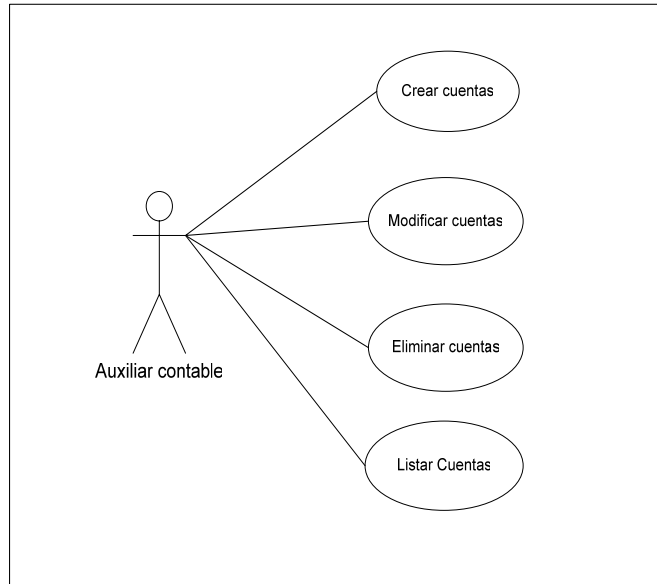 Crear cuentas
Modificar cuentas
Eliminar cuentas
Auxiliar contable
Listar Cuentas